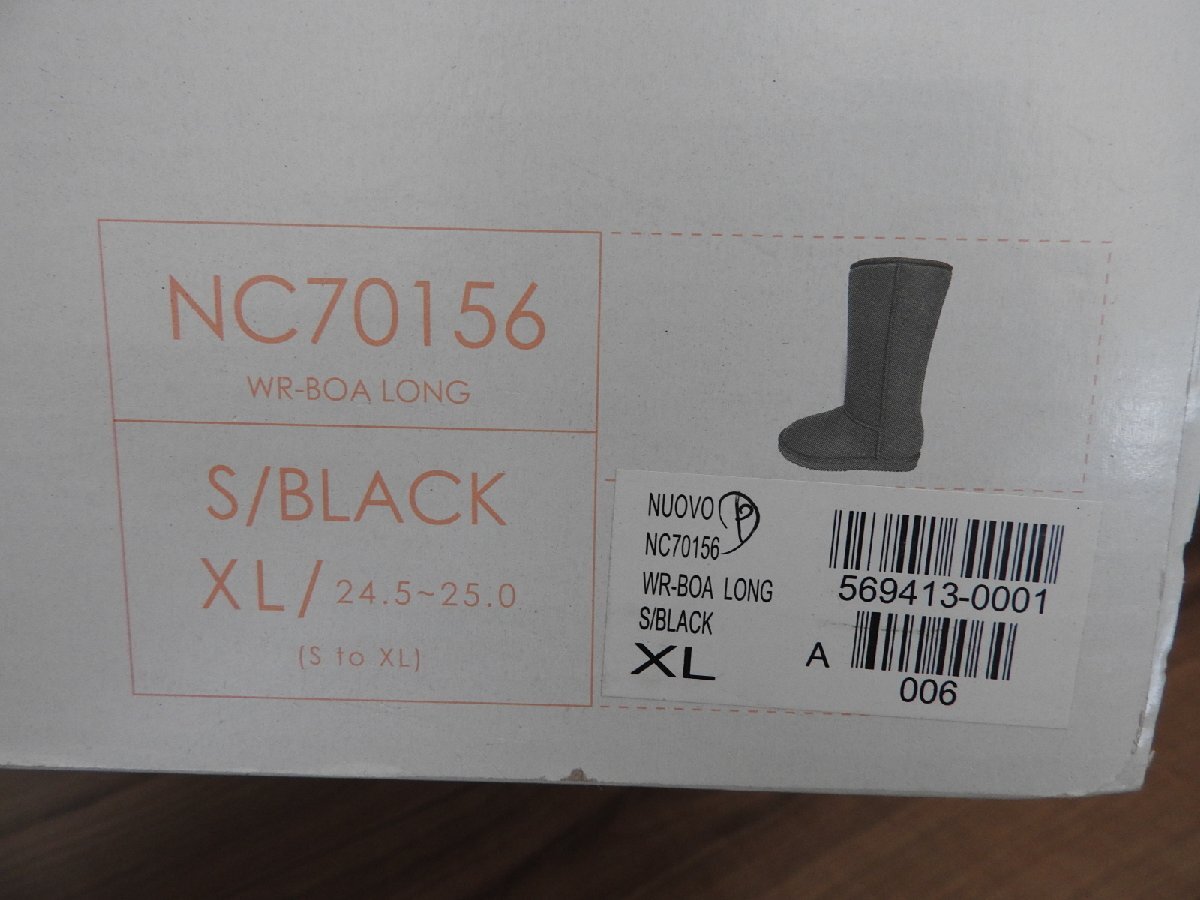 NC70156
WR-BOA LONG
S/BLACK
XL/ 24.5~25.0
(S to XL)
NUOVO
NC70156
WR-BOA LONG
S/BLACK
XL
569413-0001
A
006